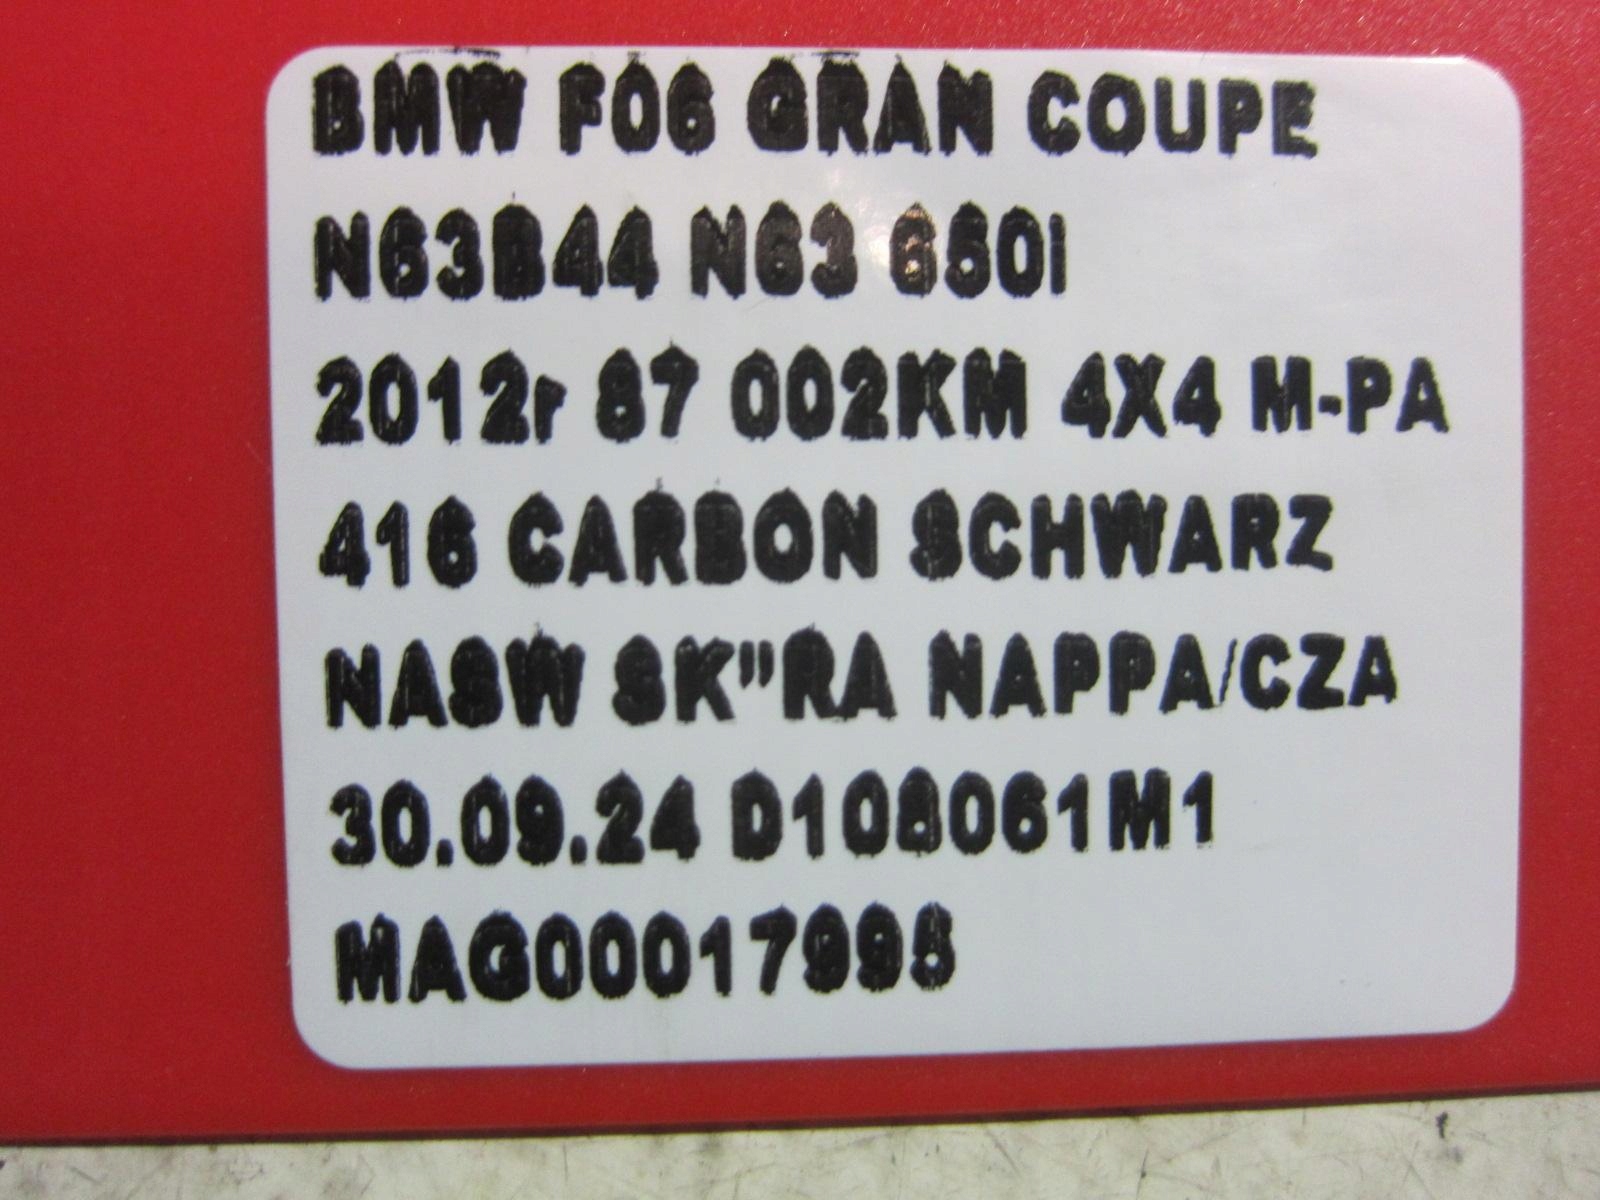 BMW F06 GRAN COUPE
N63B44 N63 650I
2012r 87 002KM 4X4 M-PA
416 CARBON SCHWARZ
NASW SK"RA NAPPA/CZA
30.09.24 D108061M1
MAG00017995